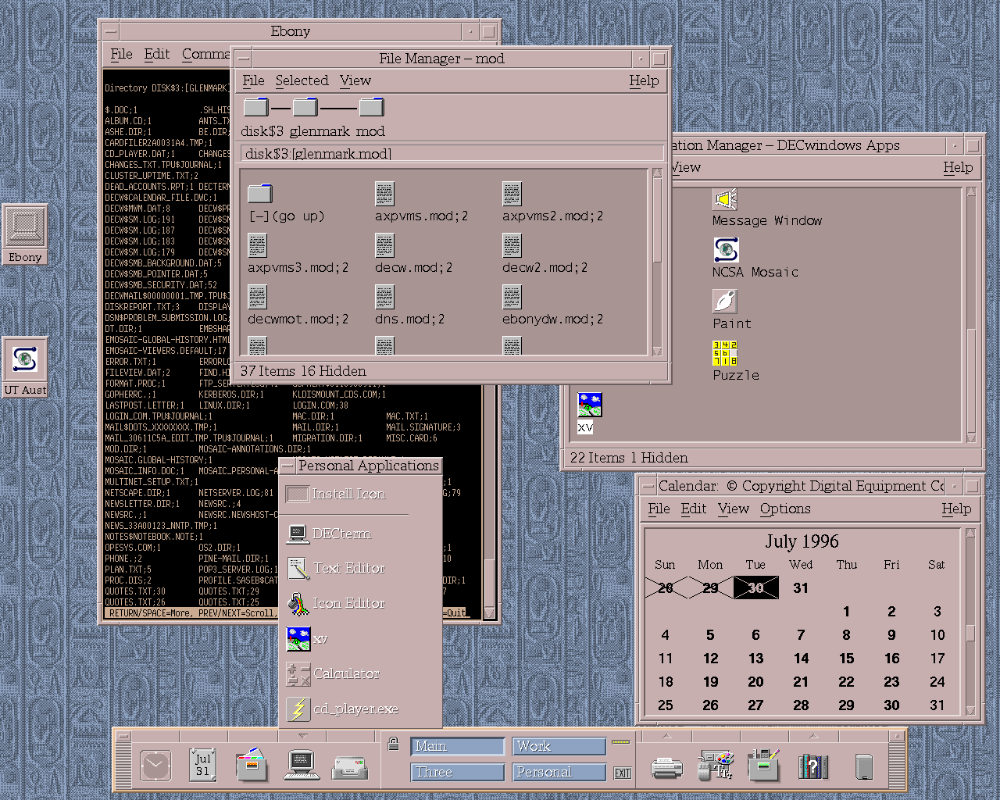 Ebony
File Edit Comma
Directory DISK$3:[GLENMARK]
$.DOC;1 .SH_HIS
ALBUM.CD;1 ANTS_TX
ASHE.DIR;1 BE.DIR;1
CARDFILER2A0031A4.TMP;1
CD_PLAYER.DAT;1 CHANGES
CHANGES_TXT.TPU$JOURNAL;1
CLUSTER_UPTIME.TXT;2
DEAD_ACCOUNTS.RPT;1 DECTERM
DECW$CALENDAR_FILE.DWC;1
DECW$MWM.DAT;8 DECW$PR
DECW$SM.LOG;191 DECW$SM
DECW$SM.LOG;187 DECW$SM
DECW$SM.LOG;183 DECW$SM
DECW$SM.LOG;179 DECW$SM
DECW$SMB_BACKGROUND.DAT;5
DECW$SMB_POINTER.DAT;5
DECW$SMB_SECURITY.DAT;52
DECWMAIL$00000001_TMP.TPU$J
DISKREPORT.TXT;3 DISPLAY
DSN$PROBLEM_SUBMISSION.LOG;
DT.DIR;1 EMBSHAR
EMOSAIC-GLOBAL-HISTORY.HTML
EMOSAIC-VIEWERS.DEFAULT;17
ERROR.TXT;1 ERRORLO
FILEVIEW.DAT;2 FIND.HI
FORMAT.PROC;1
GOPHERRC.;1 KERBEROS.DIR;1 KLDISMOUNT_CDS.COM;1
LASTPOST.LETTER;1 LINUX.DIR;1 LOGIN.COM;38
LOGIN_COM.TPU$JOURNAL;1 MAC.DIR;1 MAC.TXT;1
MAIL$DOTS_XXXXXXXX.TMP;1 MAIL.DIR;1 MAIL.SIGNATURE;3
MAIL_30611C5A_EDIT_TMP.TPU$JOURNAL;1 MIGRATION.DIR;1 MISC.CARD;6
MOD.DIR;1 MOSAIC-ANNOTATIONS.DIR;1
MOSAIC.GLOBAL-HISTORY;1
MOSAIC_INFO.DOC;1 MOSAIC_PERSONAL-A
MULTINET_SETUP.TXT;1 ;1
NETSCAPE.DIR;1 NETSERVER.LOG;81 G;79
NEWSLETTER.DIR;1 NEWSRC.;4
NEWSRC.;1 NEWSRC.NEWSHOST-C
NEWS_33A00123_NNTP.TMP;1
NOTES$NOTEBOOK.NOTE;1
OPESYS.COM;1 OS2.DIR;1 ;1
PHONE.;2 PINE-MAIL.DIR;1 10
PLAN.TXT;5 POP3_SERVER.LOG;1
PROC.DIS;2 PROFILE.SASEB$CAT DIR;1
QUOTES.TXT;30 QUOTES.TXT;29 7
QUOTES.TXT;26 QUOTES.TXT;25
RETURN/SPACE=More, PREV/NEXT=Scroll, =Quit
File Manager - mod
File Selected View Help
disk$3 glenmark mod
disk$3:[glenmark.mod]
[-](go up) axpvms.mod;2 axpvms2.mod;2
axpvms3.mod;2 decw.mod;2 decw2.mod;2
decwmot.mod;2 dns.mod;2 ebonydw.mod;2
37 Items 16 Hidden
ation Manager - DECwindows Apps
View Help
Message Window
NCSA Mosaic
Paint
3 4 2
5 6
7 1 8
Puzzle
xv
22 Items 1 Hidden
Ebony
UT Aust
Personal Applications
Install Icon
DECterm
Text Editor
Icon Editor
xv
Calculator
cd_player.exe
Calendar: © Copyright Digital Equipment Co
File Edit View Options Help
July 1996
Sun Mon Tue Wed Thu Fri Sat
28 29 30 31
1 2 3
4 5 6 7 8 9 10
11 12 13 14 15 16 17
18 19 20 21 22 23 24
25 26 27 28 29 30 31
Jul
31
Main Work
Three Personal
EXIT